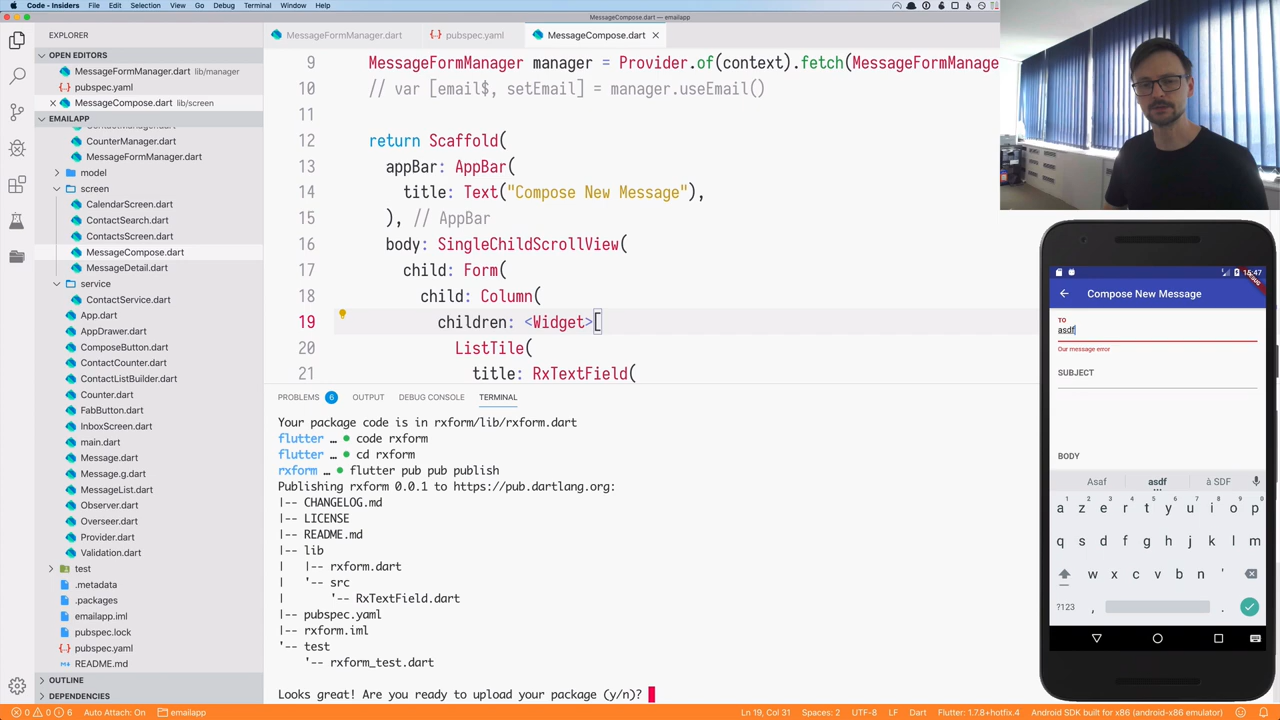 Code - Insiders File Edit Selection View Go Debug Terminal Window Help
MessageCompose.dart — emailapp
EXPLORER
OPEN EDITORS
MessageFormManager.dart lib/manager
pubspec.yaml
MessageCompose.dart lib/screen
EMAILAPP
ContactManager.dart
CounterManager.dart
MessageFormManager.dart
model
screen
CalendarScreen.dart
ContactSearch.dart
ContactsScreen.dart
MessageCompose.dart
MessageDetail.dart
service
ContactService.dart
App.dart
AppDrawer.dart
ComposeButton.dart
ContactCounter.dart
ContactListBuilder.dart
Counter.dart
FabButton.dart
InboxScreen.dart
main.dart
Message.dart
Message.g.dart
MessageList.dart
Observer.dart
Overseer.dart
Provider.dart
Validation.dart
test
.metadata
.packages
emailapp.iml
pubspec.lock
pubspec.yaml
README.md
OUTLINE
DEPENDENCIES
MessageFormManager.dart pubspec.yaml MessageCompose.dart
9 MessageFormManager manager = Provider.of(context).fetch(MessageFormManage
10 // var [email$, setEmail] = manager.useEmail()
11
12 return Scaffold(
13 appBar: AppBar(
14 title: Text("Compose New Message"),
15 ), // AppBar
16 body: SingleChildScrollView(
17 child: Form(
18 child: Column(
19 children: <Widget>[
20 ListTile(
21 title: RxTextField(
PROBLEMS 6 OUTPUT DEBUG CONSOLE TERMINAL
Your package code is in rxform/lib/rxform.dart
flutter … ● code rxform
flutter … ● cd rxform
rxform … ● flutter pub pub publish
Publishing rxform 0.0.1 to https://pub.dartlang.org:
|-- CHANGELOG.md
|-- LICENSE
|-- README.md
|-- lib
| |-- rxform.dart
| '-- src
| '-- RxTextField.dart
|-- pubspec.yaml
|-- rxform.iml
'-- test
'-- rxform_test.dart
Looks great! Are you ready to upload your package (y/n)?
15:47
Compose New Message
TO
asdf
Our message error
SUBJECT
BODY
Asaf asdf à SDF
a z e r t y u i o p
q s d f g h j k l m
w x c v b n '
?123 , .
0 0 6 Auto Attach: On emailapp Ln 19, Col 31 Spaces: 2 UTF-8 LF Dart Flutter: 1.7.8+hotfix.4 Android SDK built for x86 (android-x86 emulator)